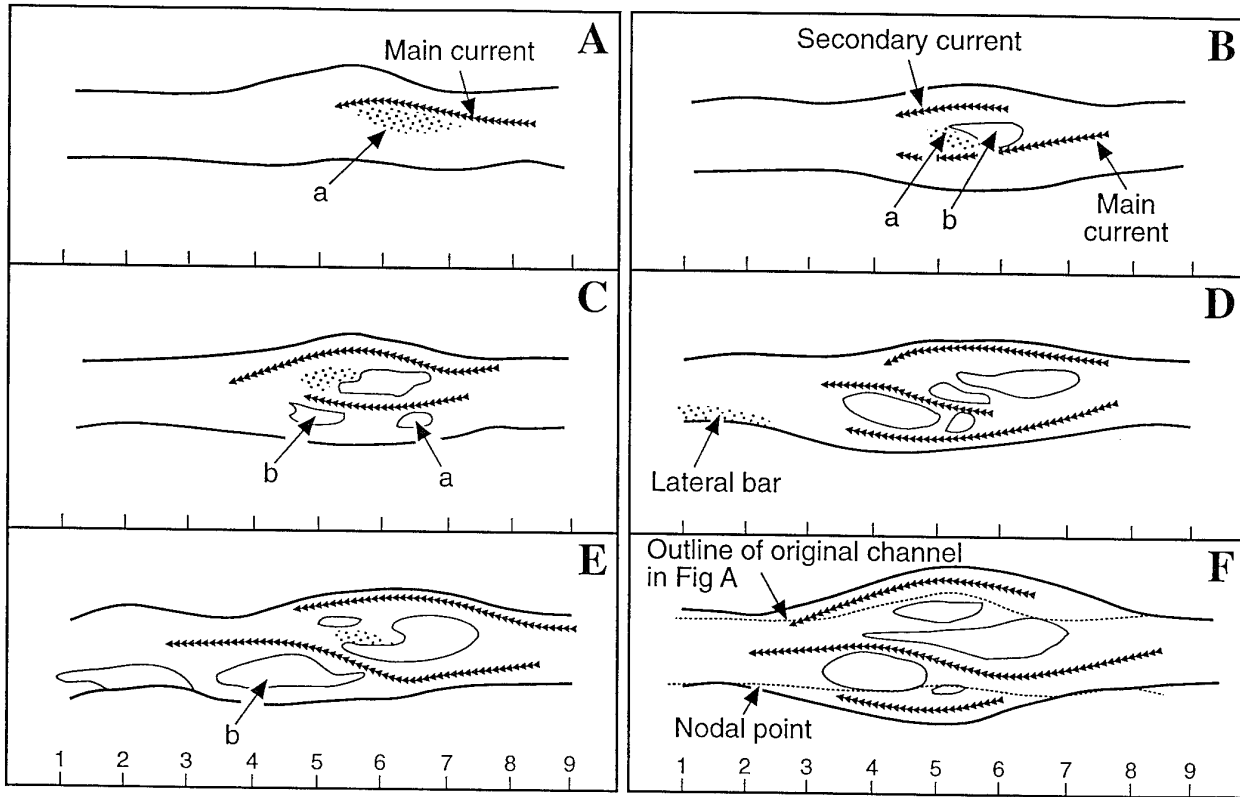 A
Main current
a
B
Secondary current
a
b
Main
current
C
b
a
D
Lateral bar
E
b
1 2 3 4 5 6 7 8 9
F
Outline of original channel
in Fig A
Nodal point
1 2 3 4 5 6 7 8 9